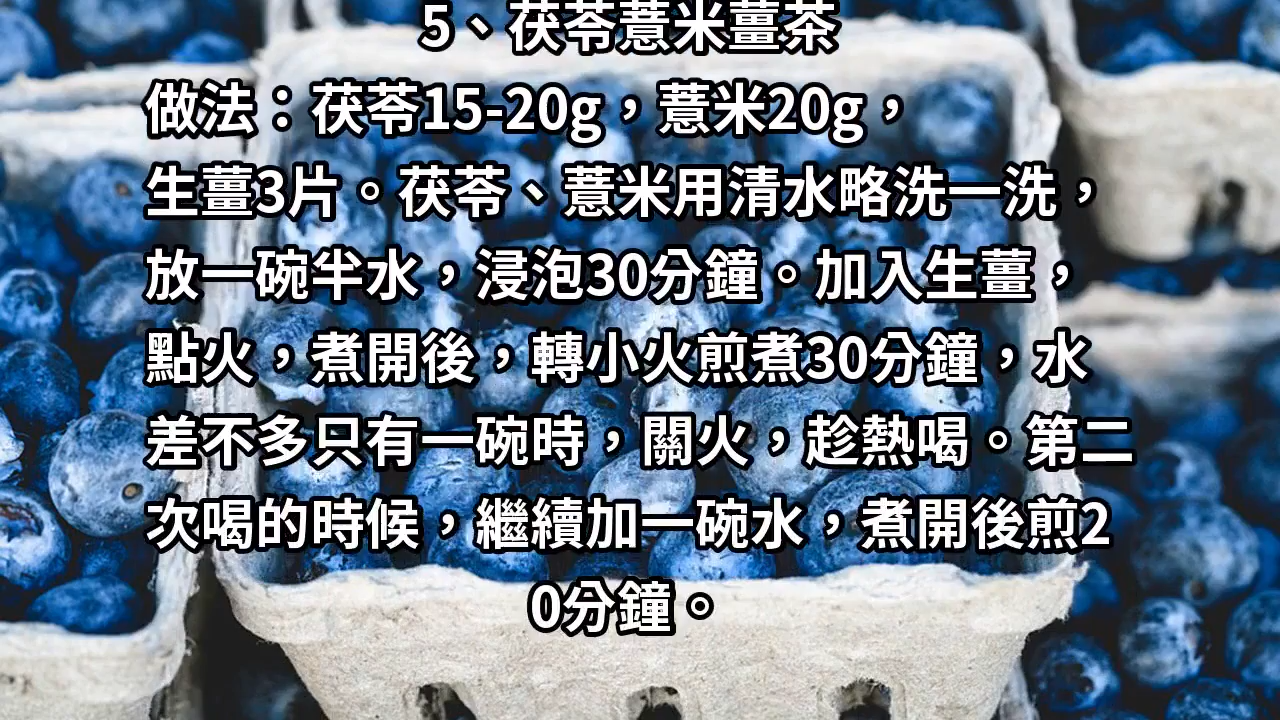 5、茯苓薏米薑茶
做法：茯苓15-20g，薏米20g，
生薑3片。茯苓、薏米用清水略洗一洗，
放一碗半水，浸泡30分鐘。加入生薑，
點火，煮開後，轉小火煎煮30分鐘，水
差不多只有一碗時，關火，趁熱喝。第二
次喝的時候，繼續加一碗水，煮開後煎2
0分鐘。